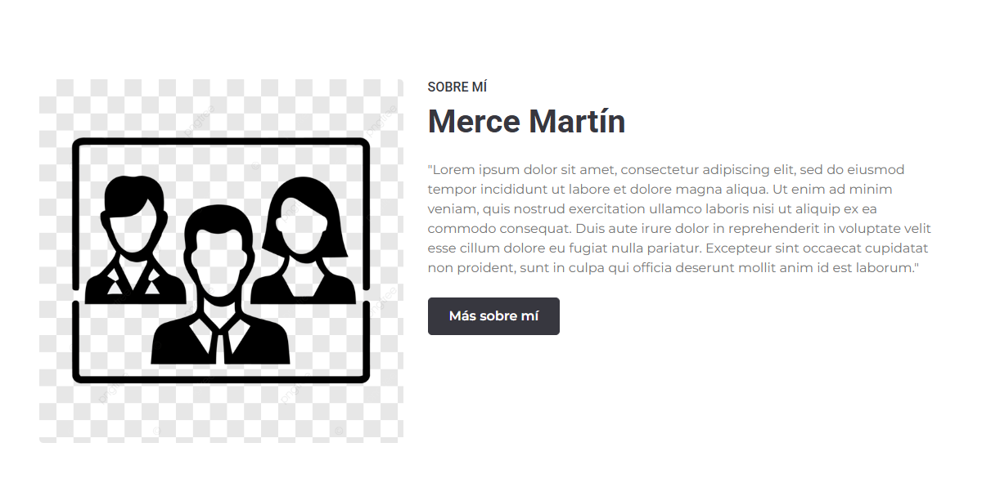 SOBRE MÍ
Merce Martín
"Lorem ipsum dolor sit amet, consectetur adipiscing elit, sed do eiusmod
tempor incididunt ut labore et dolore magna aliqua. Ut enim ad minim
veniam, quis nostrud exercitation ullamco laboris nisi ut aliquip ex ea
commodo consequat. Duis aute irure dolor in reprehenderit in voluptate velit
esse cillum dolore eu fugiat nulla pariatur. Excepteur sint occaecat cupidatat
non proident, sunt in culpa qui officia deserunt mollit anim id est laborum."
Más sobre mí